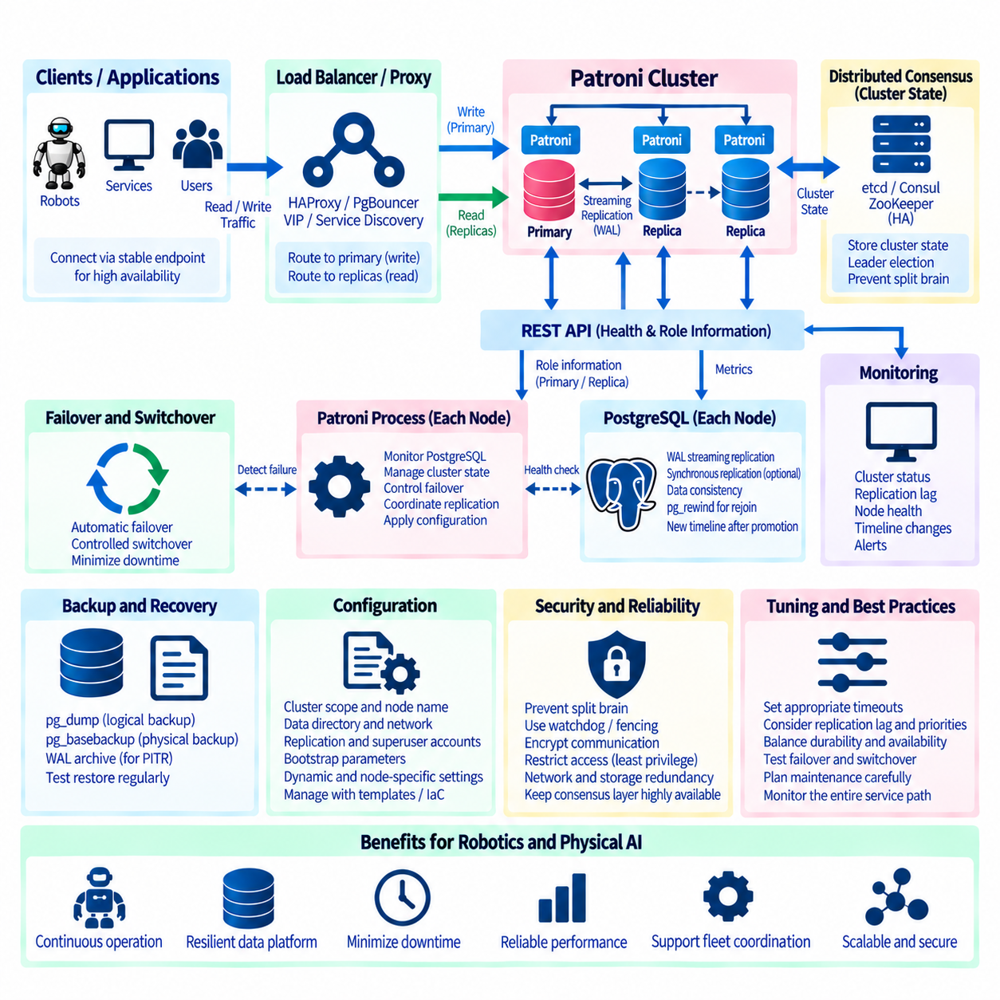 Clients / Applications
Robots
Services
Users
Connect via stable endpoint
for high availability
Read / Write
Traffic
Load Balancer / Proxy
HAProxy / PgBouncer
VIP / Service Discovery
Route to primary (write)
Route to replicas (read)
Write
(Primary)
Read
(Replicas)
Patroni Cluster
Patroni
Patroni
Patroni
Streaming
Replication
(WAL)
Primary
Replica
Replica
Cluster
State
Distributed Consensus
(Cluster State)
etcd / Consul
ZooKeeper
(HA)
Store cluster state
Leader election
Prevent split brain
REST API (Health & Role Information)
Role information
(Primary / Replica)
Metrics
Monitoring
Cluster status
Replication lag
Node health
Timeline changes
Alerts
Failover and Switchover
Automatic failover
Controlled switchover
Minimize downtime
Detect failure
Patroni Process (Each Node)
Monitor PostgreSQL
Manage cluster state
Control failover
Coordinate replication
Apply configuration
Health check
PostgreSQL (Each Node)
WAL streaming replication
Synchronous replication (optional)
Data consistency
pg_rewind for rejoin
New timeline after promotion
Backup and Recovery
pg_dump (logical backup)
pg_basebackup (physical backup)
WAL archive (for PITR)
Test restore regularly
Configuration
Cluster scope and node name
Data directory and network
Replication and superuser accounts
Bootstrap parameters
Dynamic and node-specific settings
Manage with templates / IaC
Security and Reliability
Prevent split brain
Use watchdog / fencing
Encrypt communication
Restrict access (least privilege)
Network and storage redundancy
Keep consensus layer highly available
Tuning and Best Practices
Set appropriate timeouts
Consider replication lag and priorities
Balance durability and availability
Test failover and switchover
Plan maintenance carefully
Monitor the entire service path
Benefits for Robotics and Physical AI
Continuous operation
Resilient data platform
Minimize downtime
Reliable performance
Support fleet coordination
Scalable and secure